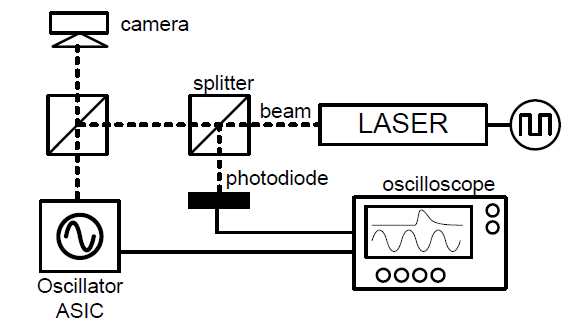 camera
splitter
beam
LASER
photodiode
oscilloscope
Oscillator
ASIC